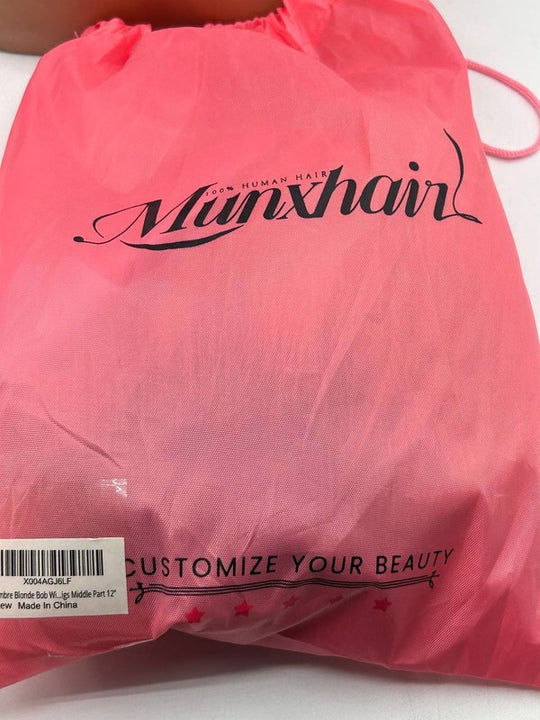 100% HUMAN HAIR
Munxhair
CUSTOMIZE YOUR BEAUTY
X004AGJ6LF
mbre Blonde Bob Wi...igs Middle Part 12"
ew Made In China